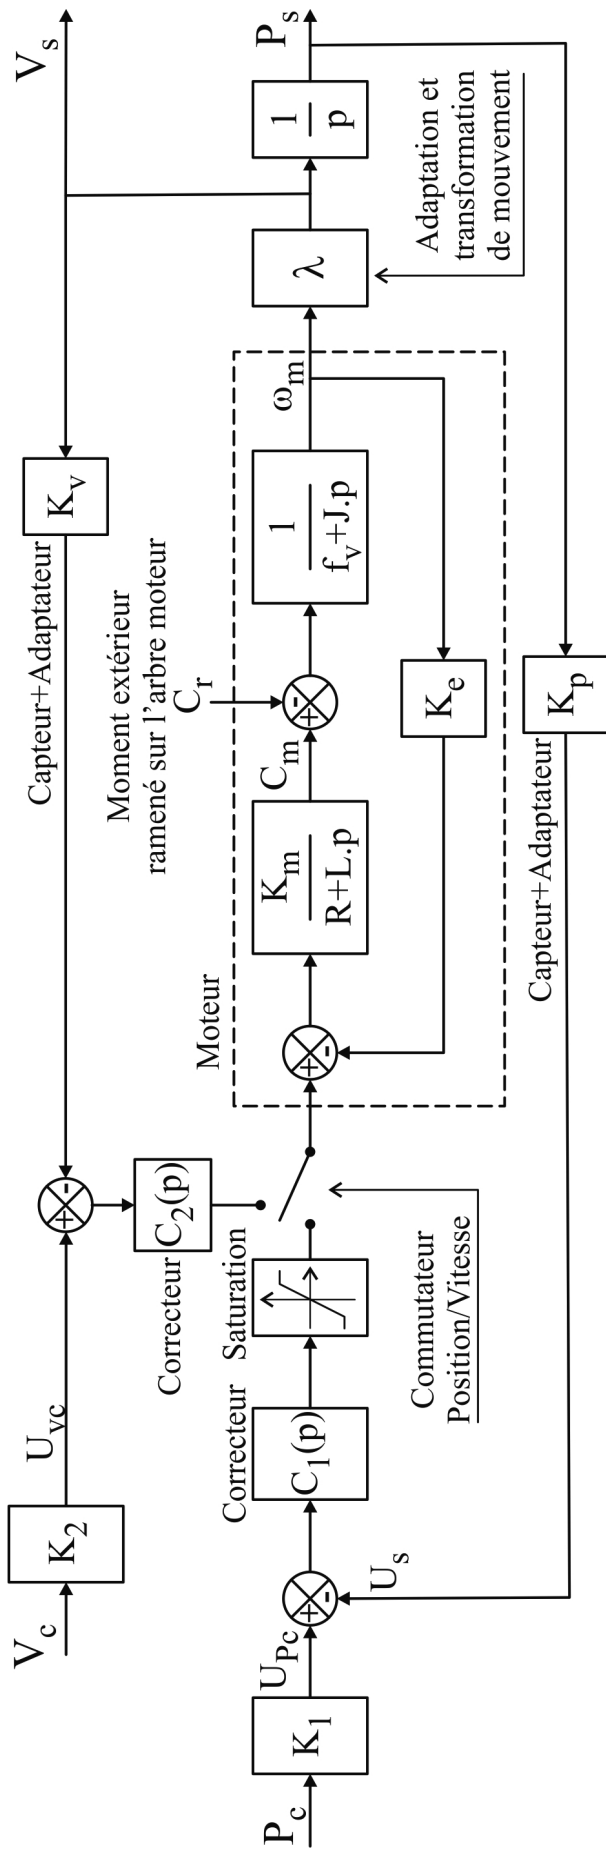 V_c
K_2
U_vc
Correcteur
C_2(p)
Capteur+Adaptateur
K_v
V_s
P_c
K_1
U_Pc
U_s
Correcteur
C_1(p)
Saturation
Commutateur
Position/Vitesse
Moteur
K_m
R+L.p
C_m
Moment extérieur
ramené sur l'arbre moteur
C_r
1
f_v+J.p
ω_m
K_e
λ
Adaptation et
transformation
de mouvement
1
p
P_s
Capteur+Adaptateur
K_p